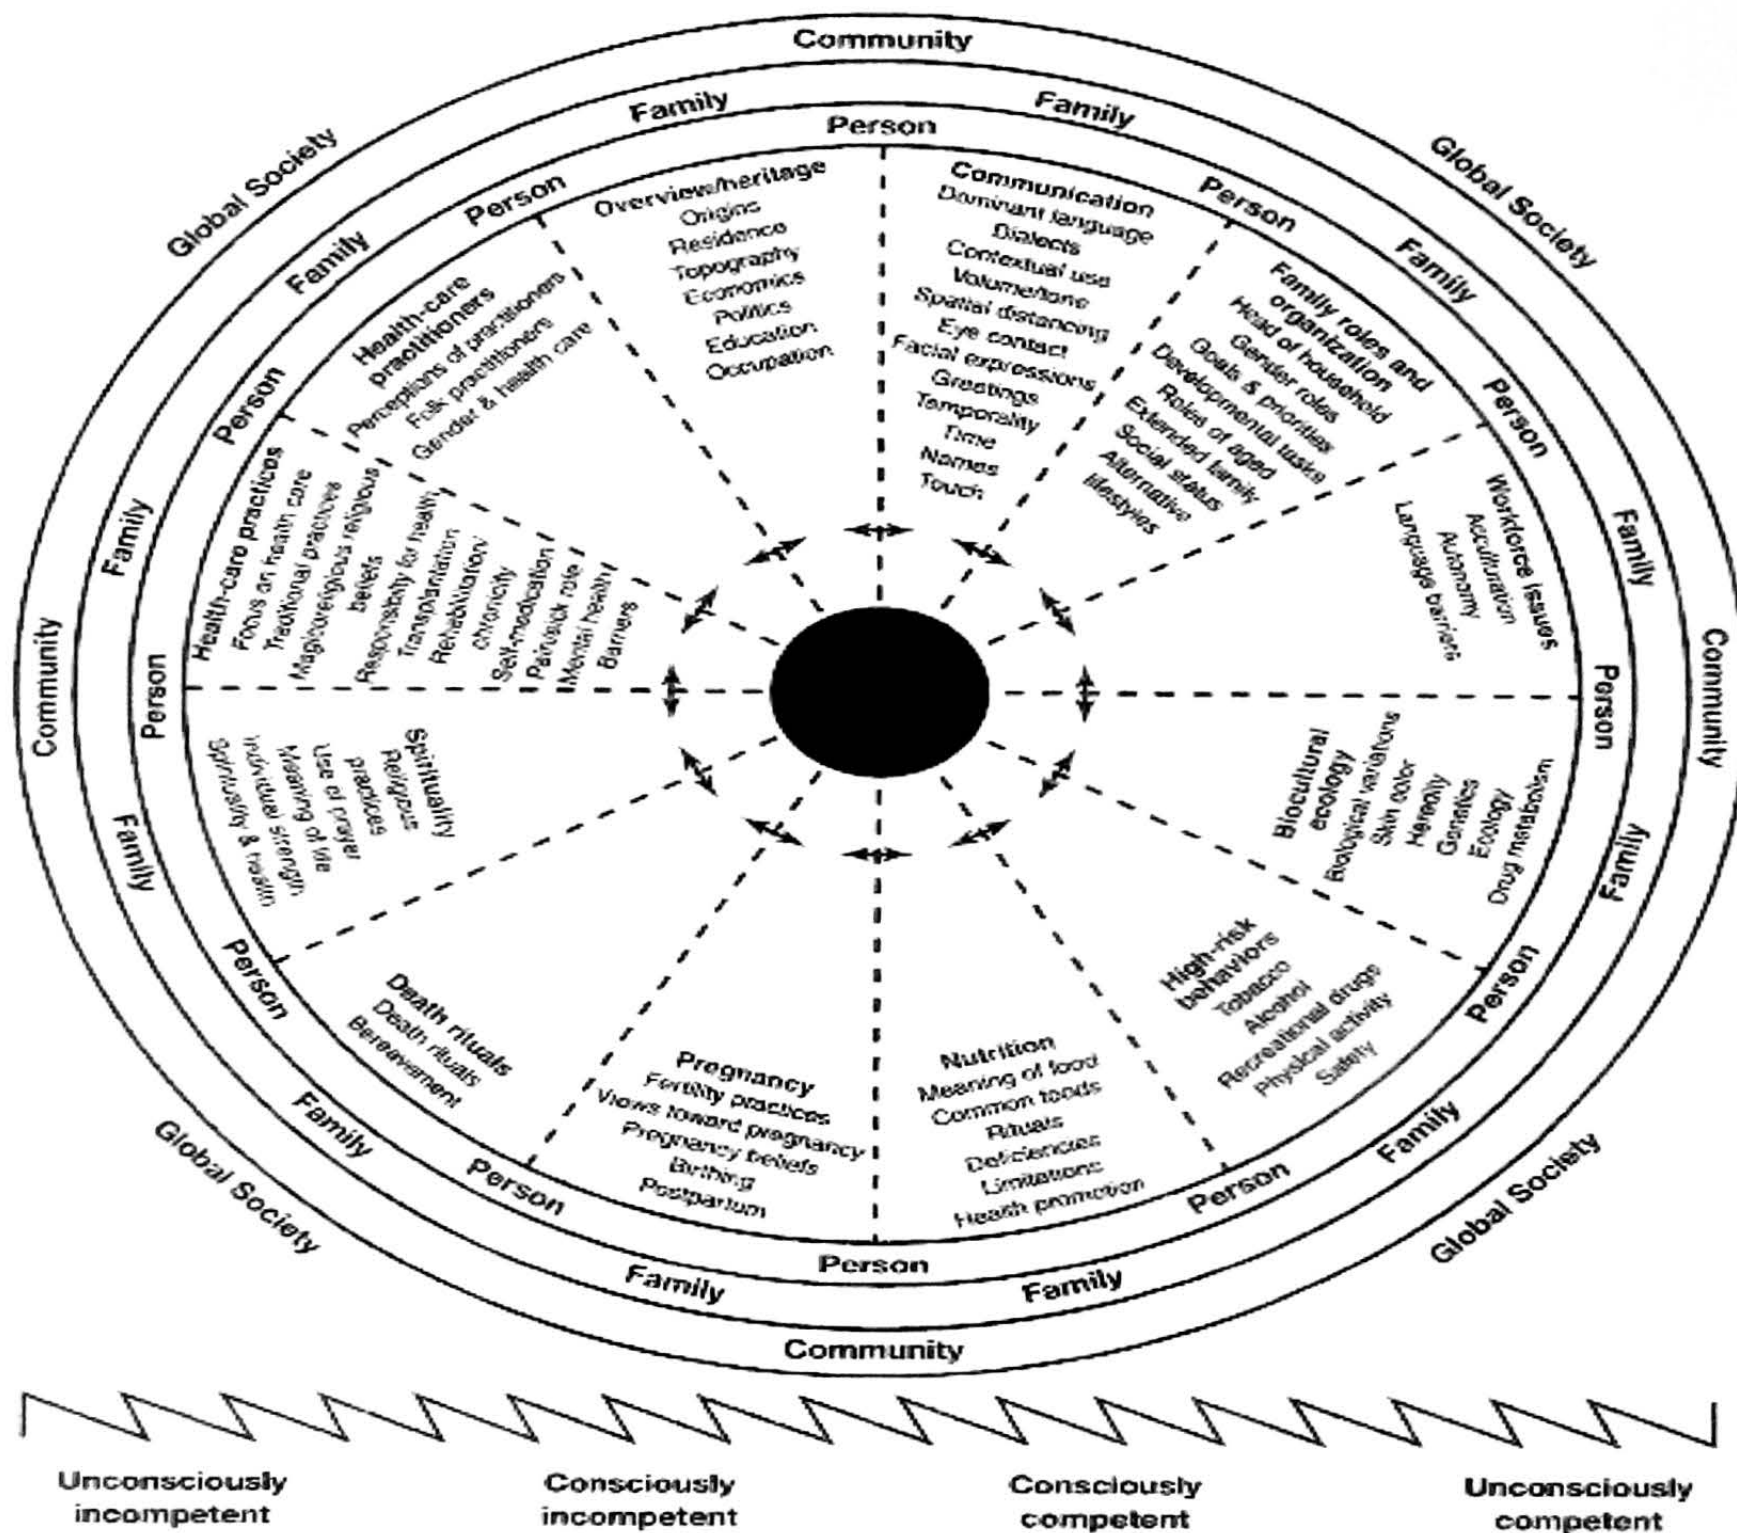 Community
Family
Family
Person
Global Society
Global Society
Person
Person
Family
Family
Person
Person
Family
Family
Person
Person
Community
Community
Family
Family
Person
Person
Global Society
Global Society
Family
Family
Person
Person
Person
Family
Family
Community
Overview/heritage
Origins
Residence
Topography
Economics
Politics
Education
Occupation
Communication
Dominant language
Dialects
Contextual use
Volume/tone
Spatial distancing
Eye contact
Facial expressions
Greetings
Temporality
Time
Names
Touch
Family roles and
organization
Head of household
Gender roles
Goals & priorities
Developmental tasks
Roles of aged
Extended family
Social status
Alternative
lifestyles
Workforce issues
Acculturation
Autonomy
Language barriers
Biocultural
ecology
Biological variations
Skin color
Heredity
Genetics
Ecology
Drug metabolism
High-risk
behaviors
Tobacco
Alcohol
Recreational drugs
Physical activity
Safety
Nutrition
Meaning of food
Common foods
Rituals
Deficiencies
Limitations
Health promotion
Pregnancy
Fertility practices
Views toward pregnancy
Pregnancy beliefs
Birthing
Postpartum
Death rituals
Death rituals
Bereavement
Spirituality
Religious
practices
Use of prayer
Meaning of life
Individual strength
Spirituality & health
Health-care practices
Focus on health care
Traditional practices
Magicoreligious religious
beliefs
Responsibility for health
Transplantation
Rehabilitation/
chronicity
Self-medication
Pain/sick role
Mental health
Barriers
Health-care
practitioners
Perceptions of practitioners
Folk practitioners
Gender & health care
Unconsciously
incompetent
Consciously
incompetent
Consciously
competent
Unconsciously
competent